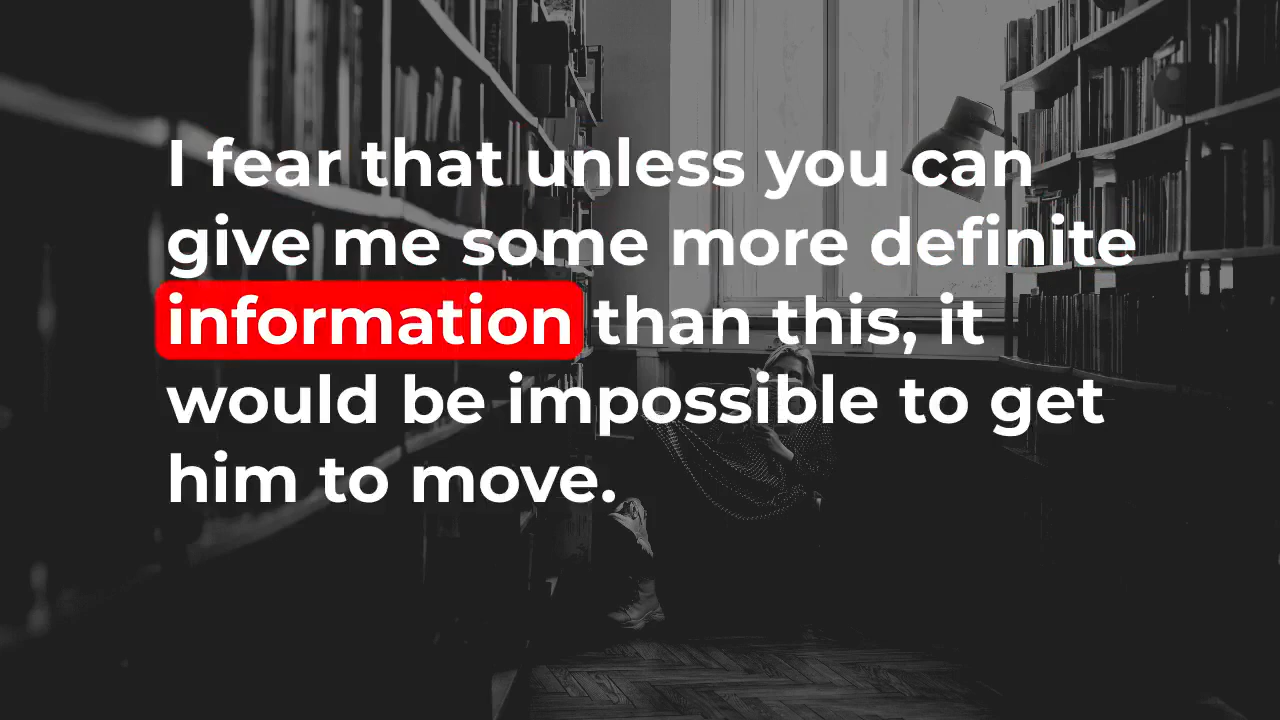 I fear that unless you can
give me some more definite
information than this, it
would be impossible to get
him to move.